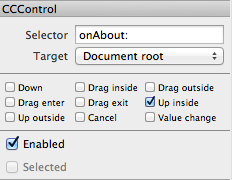 CCControl
Selector onAbout:
Target Document root
Down Drag inside Drag outside
Drag enter Drag exit Up inside
Up outside Cancel Value change
Enabled
Selected